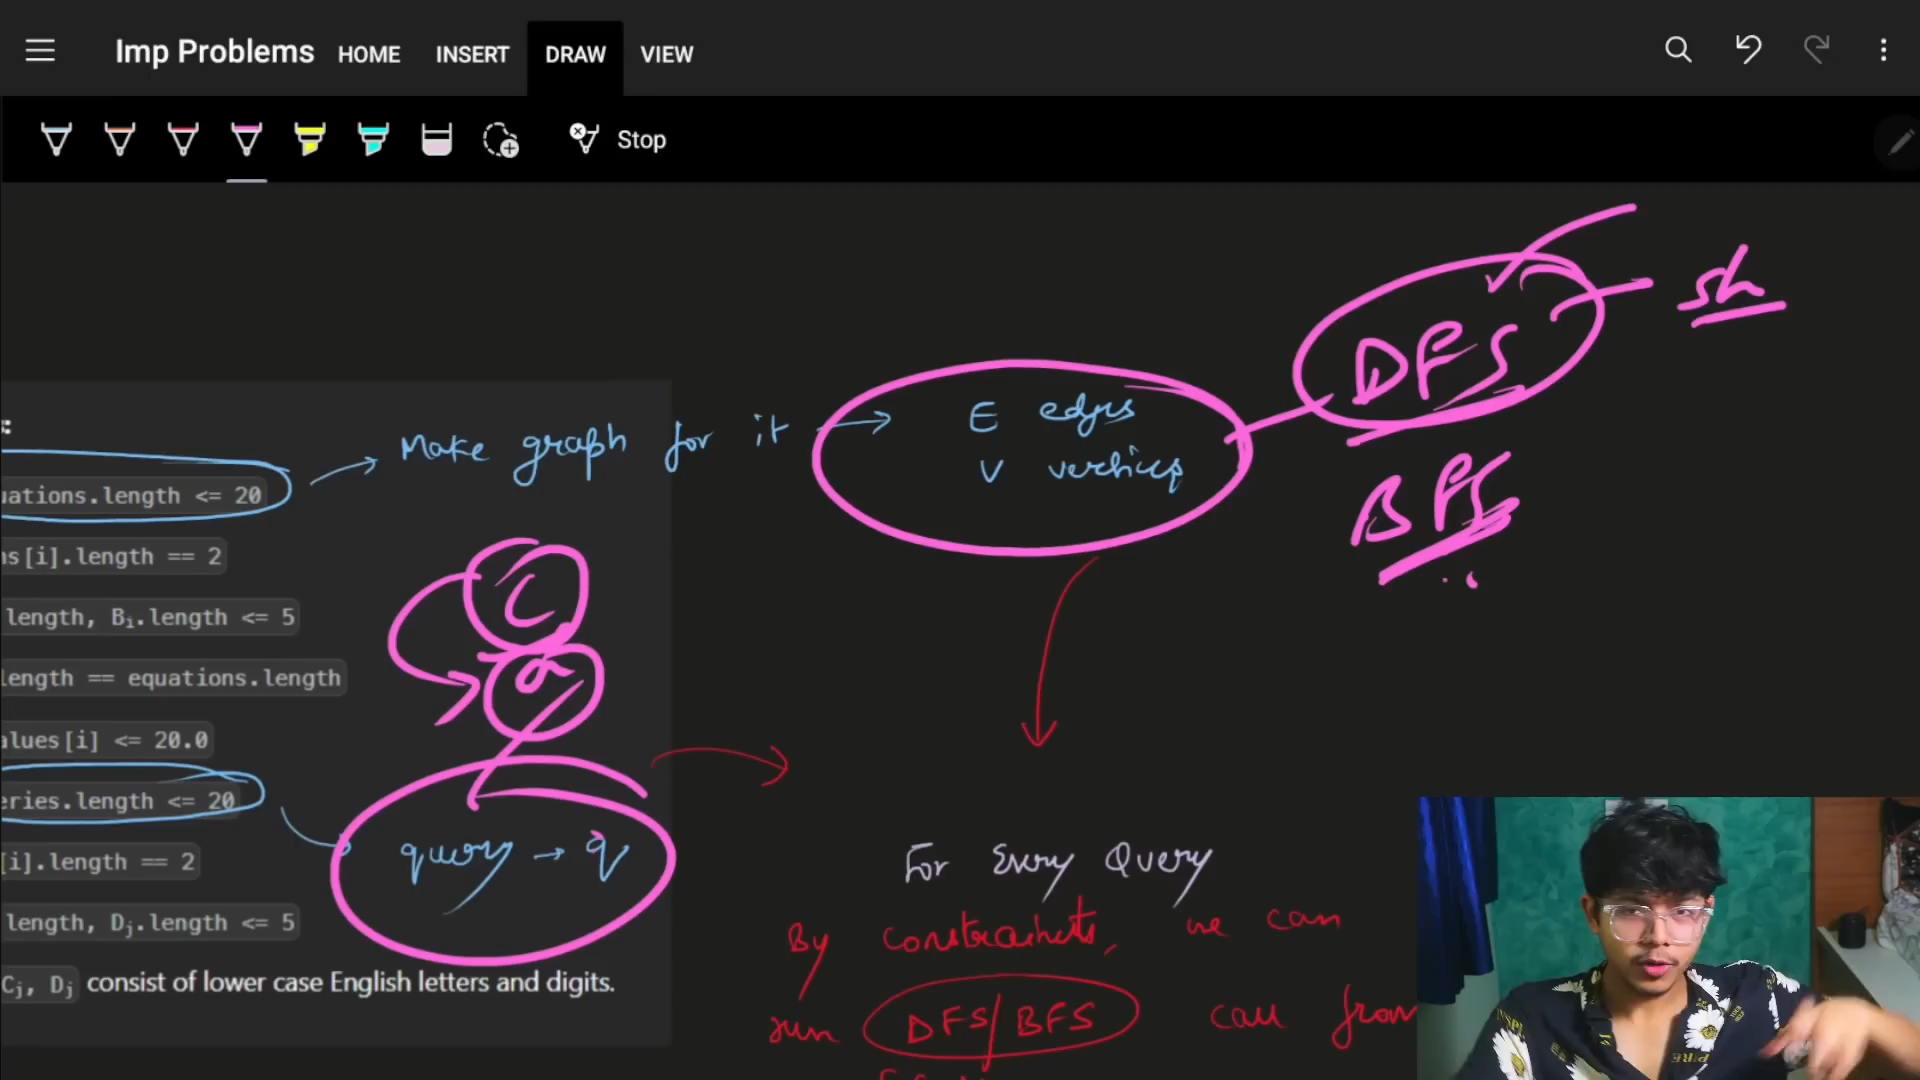 Imp Problems HOME INSERT DRAW VIEW
Stop
sh
DFS
BFS
E edges
V vertices
Make graph for it
:
uations.length <= 20
ns[i].length == 2
C
a
length, Bi.length <= 5
length == equations.length
alues[i] <= 20.0
eries.length <= 20
query → q
[i].length == 2
length, Dj.length <= 5
Cj, Dj consist of lower case English letters and digits.
For Every Query
By constraints, we can
run DFS/BFS call from